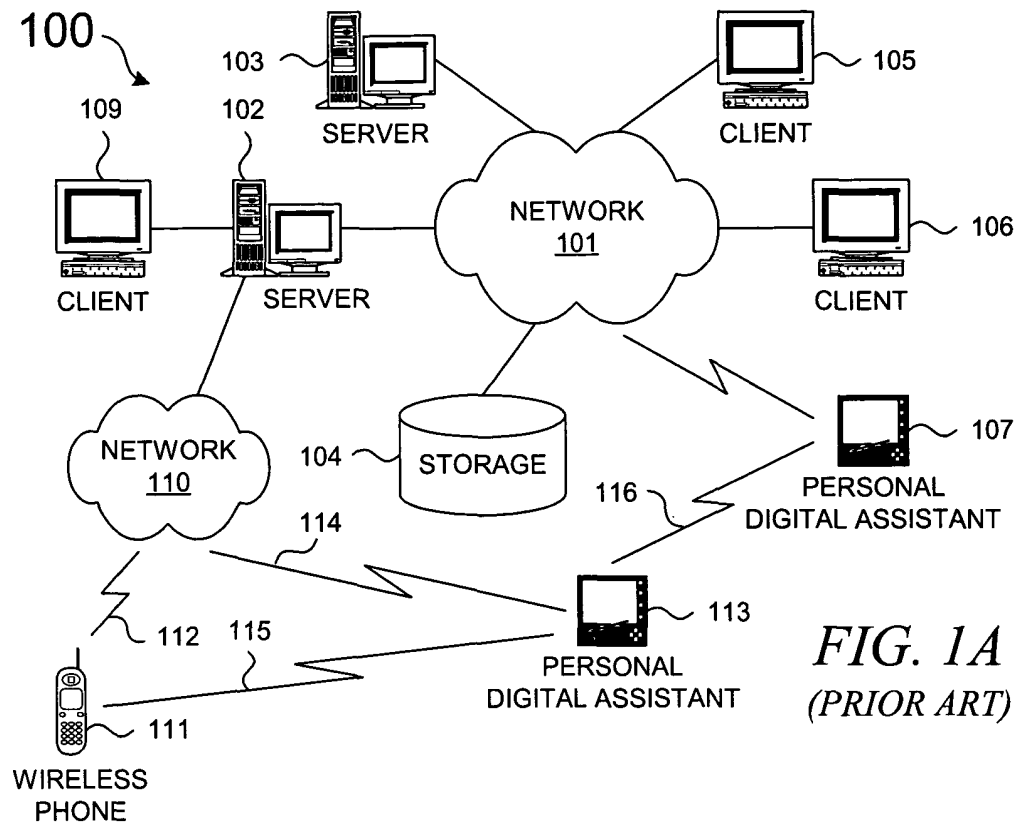 100
103
SERVER
105
CLIENT
109
102
CLIENT
SERVER
NETWORK
101
106
CLIENT
NETWORK
110
104
STORAGE
107
PERSONAL
DIGITAL ASSISTANT
116
114
113
PERSONAL
DIGITAL ASSISTANT
112
115
111
WIRELESS
PHONE
FIG. 1A
(PRIOR ART)